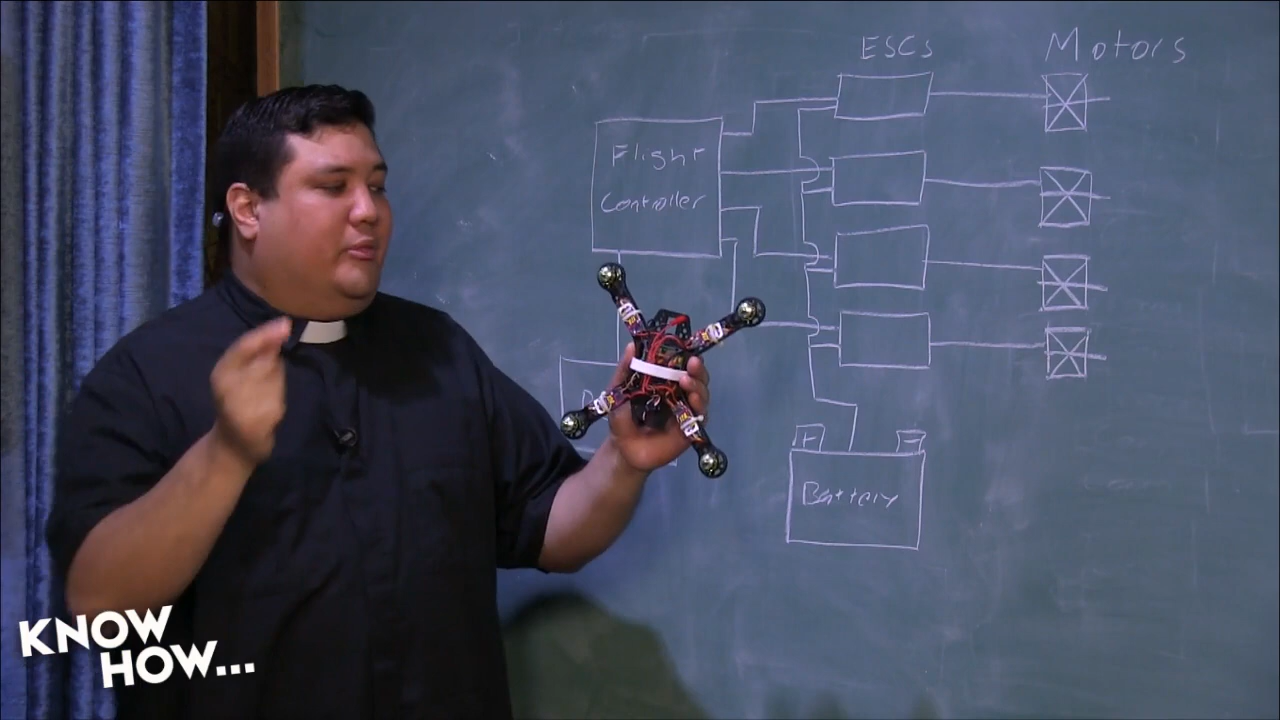 ESCs
Motors
Flight
Controller
+
-
Battery
KNOW
HOW...